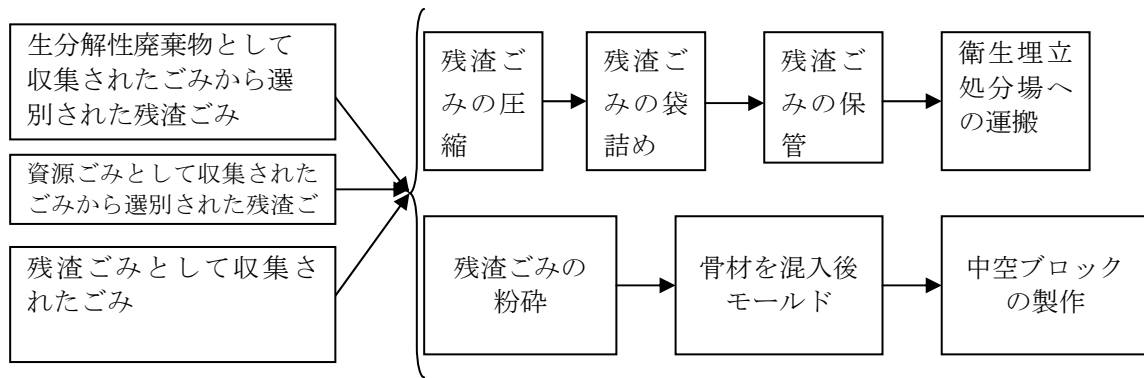 生分解性廃棄物として
収集されたごみから選
別された残渣ごみ
資源ごみとして収集された
ごみから選別された残渣ご
残渣ごみとして収集さ
れたごみ
残渣ご
みの圧
縮
残渣ご
みの袋
詰め
残渣ご
みの保
管
衛生埋立
処分場へ
の運搬
残渣ごみの
粉砕
骨材を混入後
モールド
中空ブロック
の製作